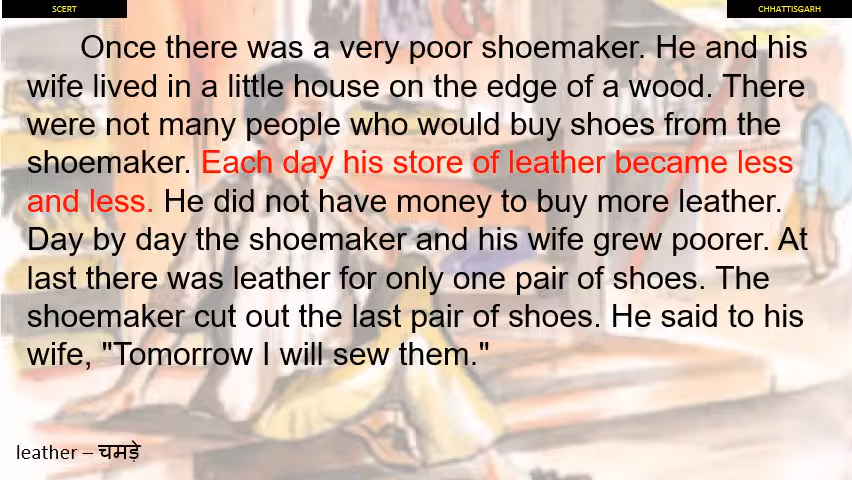 SCERT
CHHATTISGARH
Once there was a very poor shoemaker. He and his
wife lived in a little house on the edge of a wood. There
were not many people who would buy shoes from the
shoemaker. Each day his store of leather became less
and less. He did not have money to buy more leather.
Day by day the shoemaker and his wife grew poorer. At
last there was leather for only one pair of shoes. The
shoemaker cut out the last pair of shoes. He said to his
wife, "Tomorrow I will sew them."
leather – चमड़े